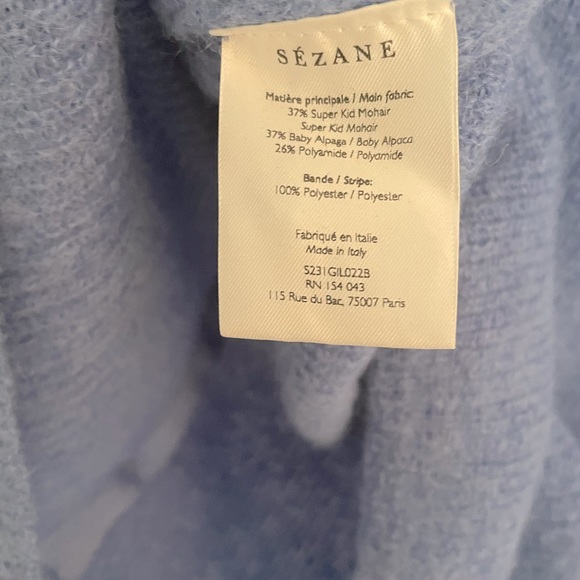 SÉZANE
Matière principale / Main fabric:
37% Super Kid Mohair
Super Kid Mohair
37% Baby Alpaga / Baby Alpaca
26% Polyamide / Polyamide
Bande / Stripe:
100% Polyester / Polyester
Fabriqué en Italie
Made in Italy
S231GIL022B
RN 154 043
115 Rue du Bac, 75007 Paris